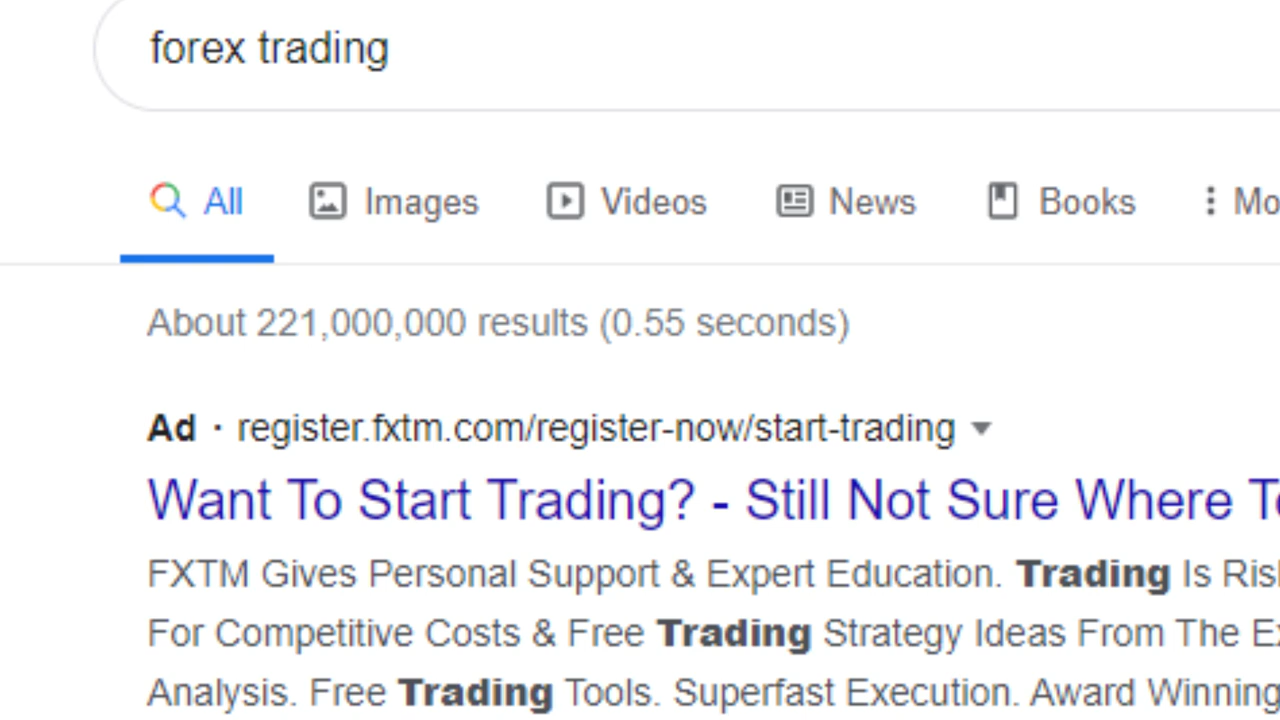 forex trading
All Images Videos News Books
About 221,000,000 results (0.55 seconds)
Ad · register.fxtm.com/register-now/start-trading
Want To Start Trading? - Still Not Sure Where
FXTM Gives Personal Support & Expert Education. Trading Is
For Competitive Costs & Free Trading Strategy Ideas From The
Analysis. Free Trading Tools. Superfast Execution. Award Winning